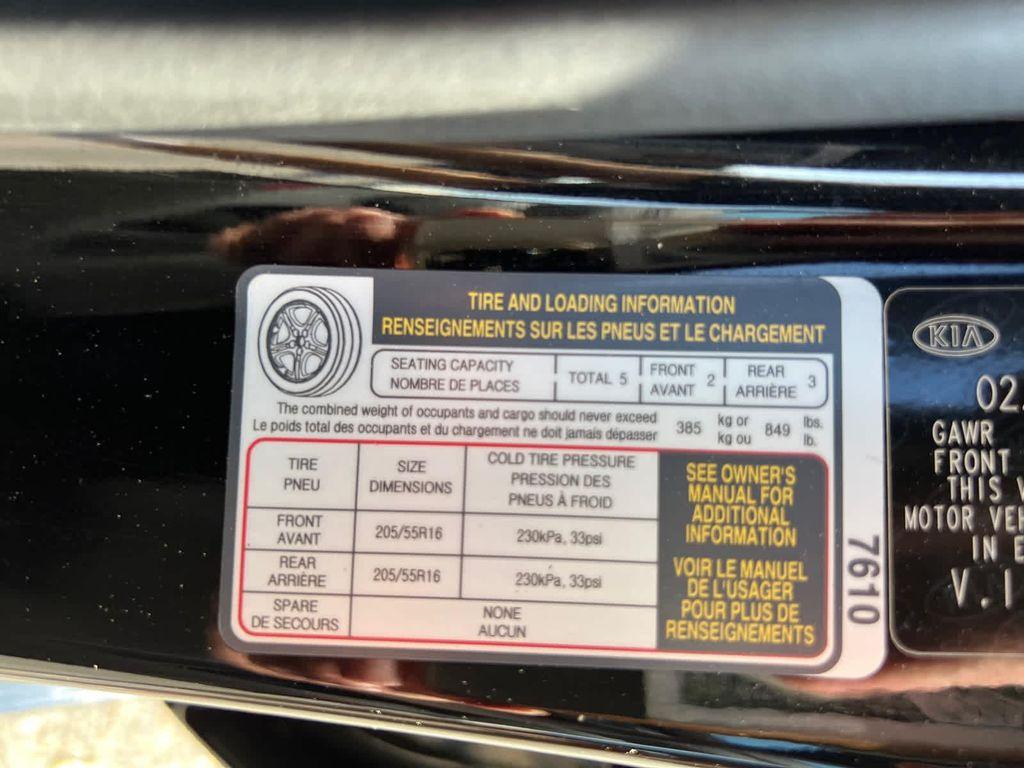 TIRE AND LOADING INFORMATION
RENSEIGNEMENTS SUR LES PNEUS ET LE CHARGEMENT
SEATING CAPACITY
NOMBRE DE PLACES
TOTAL 5
FRONT
AVANT 2
REAR
ARRIÈRE 3
The combined weight of occupants and cargo should never exceed 385 kg or 849 lbs.
Le poids total des occupants et du chargement ne doit jamais dépasser kg ou lb.
TIRE
PNEU
SIZE
DIMENSIONS
COLD TIRE PRESSURE
PRESSION DES
PNEUS À FROID
FRONT
AVANT
205/55R16
230kPa, 33psi
REAR
ARRIÈRE
205/55R16
230kPa, 33psi
SPARE
DE SECOURS
NONE
AUCUN
SEE OWNER'S
MANUAL FOR
ADDITIONAL
INFORMATION
VOIR LE MANUEL
DE L'USAGER
POUR PLUS DE
RENSEIGNEMENTS
7610
KIA
02
GAWR
FRONT
THIS
MOTOR
IN
V.I